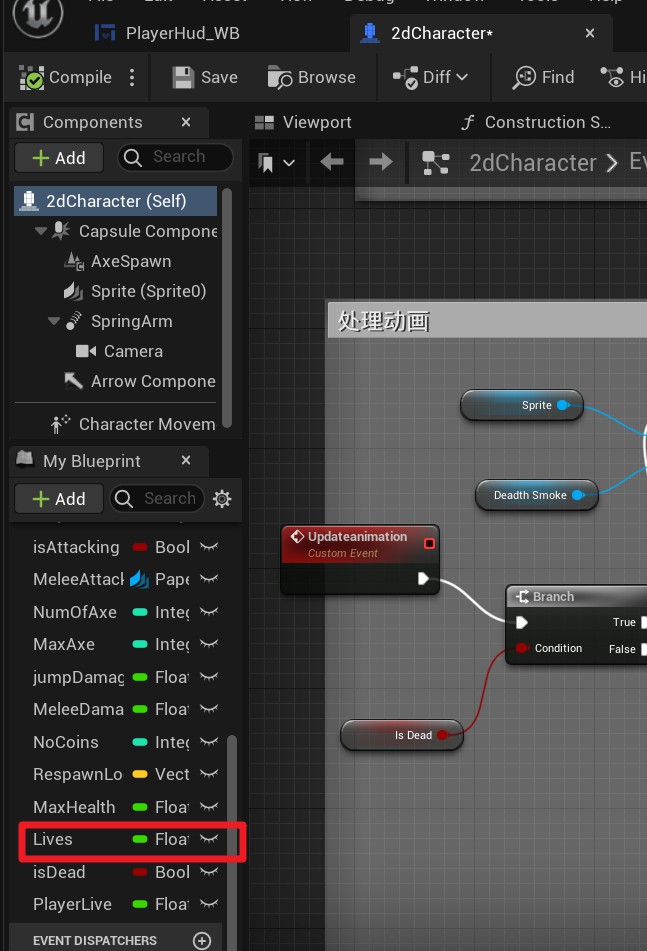 PlayerHud_WB
2dCharacter*
Compile
Save
Browse
Diff
Find
Components
Viewport
Construction S...
Add
Search
2dCharacter
2dCharacter (Self)
Capsule Compone
AxeSpawn
Sprite (Sprite0)
SpringArm
Camera
Arrow Compone
Character Movem
处理动画
Sprite
Deadth Smoke
Updateanimation
Custom Event
Branch
True
Condition
False
Is Dead
My Blueprint
Add
Search
isAttacking Bool
MeleeAttack Pape
NumOfAxe Integ
MaxAxe Integ
jumpDamag Floa
MeleeDama Floa
NoCoins Integ
RespawnLo Vect
MaxHealth Floa
Lives Floa
isDead Bool
PlayerLive Floa
EVENT DISPATCHERS